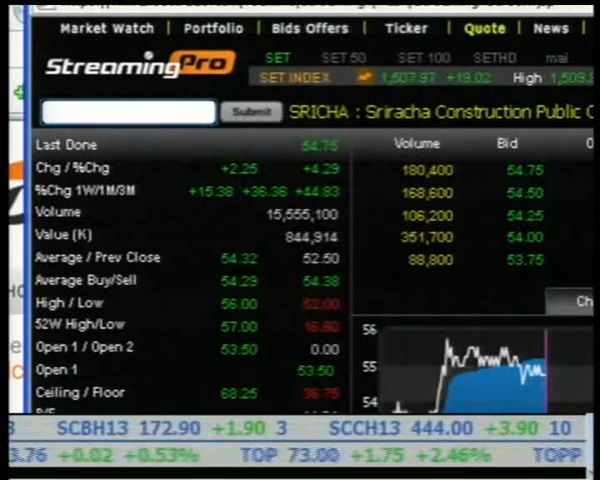 Market Watch | Portfolio | Bids Offers | Ticker | Quote | News |
StreamingPro
SET SET 50 SET 100 SETHD mai
SET INDEX 1,507.97 +19.02 High 1,509.
Submit SRICHA : Sriracha Construction Public
Last Done 54.75 Volume Bid
Chg / %Chg +2.25 +4.29 180,400 54.75
%Chg 1W/1M/3M +15.38 +36.36 +44.83 168,600 54.50
Volume 15,555,100 106,200 54.25
Value (K) 844,914 351,700 54.00
Average / Prev Close 54.32 52.50 88,800 53.75
Average Buy/Sell 54.29 54.38
High / Low 56.00 52.00
52W High/Low 57.00 16.60
Open 1 / Open 2 53.50 0.00
Open 1 53.50
Ceiling / Floor 68.25 36.75
Ch
56
55
54
SCBH13 172.90 +1.90 3 SCCH13 444.00 +3.90 10
3.76 +0.02 +0.53% TOP 73.00 +1.75 +2.46% TOPP